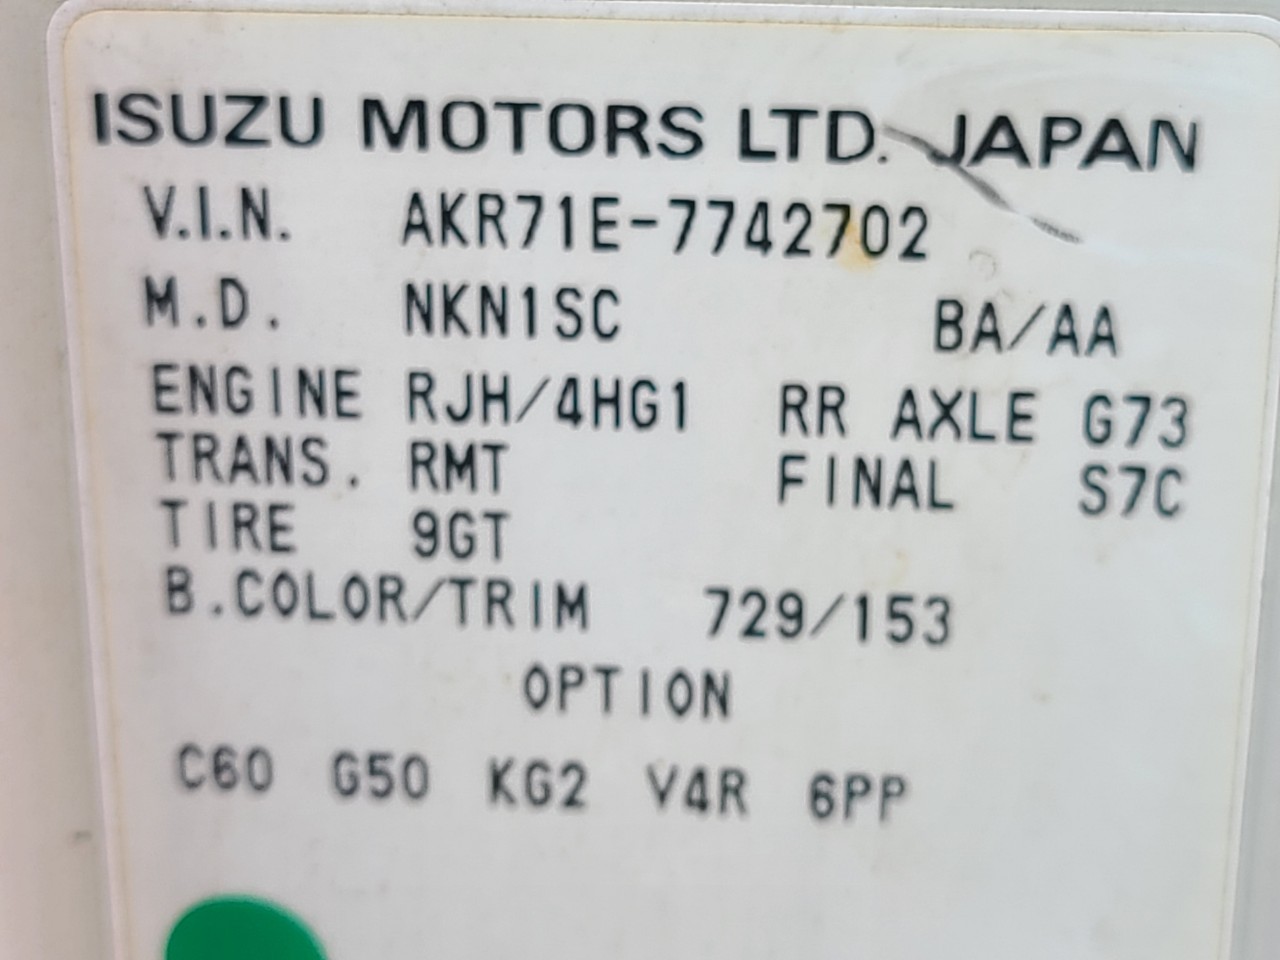 ISUZU MOTORS LTD. JAPAN
V.I.N. AKR71E-7742702
M.D. NKN1SC BA/AA
ENGINE RJH/4HG1 RR AXLE G73
TRANS. RMT FINAL S7C
TIRE 9GT
B.COLOR/TRIM 729/153
OPTION
C60 G50 KG2 V4R 6PP